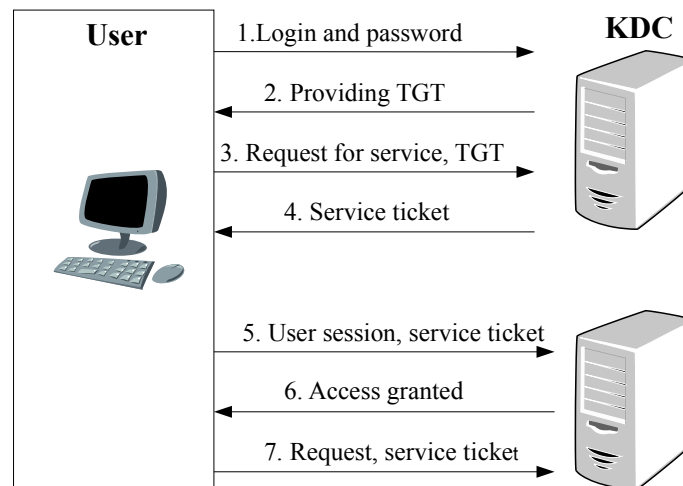 User
KDC
1.Login and password
2. Providing TGT
3. Request for service, TGT
4. Service ticket
5. User session, service ticket
6. Access granted
7. Request, service ticket